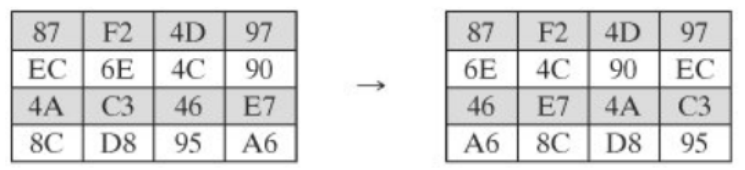 87 F2 4D 97 87 F2 4D 97
EC 6E 4C 90 → 6E 4C 90 EC
4A C3 46 E7 46 E7 4A C3
8C D8 95 A6 A6 8C D8 95